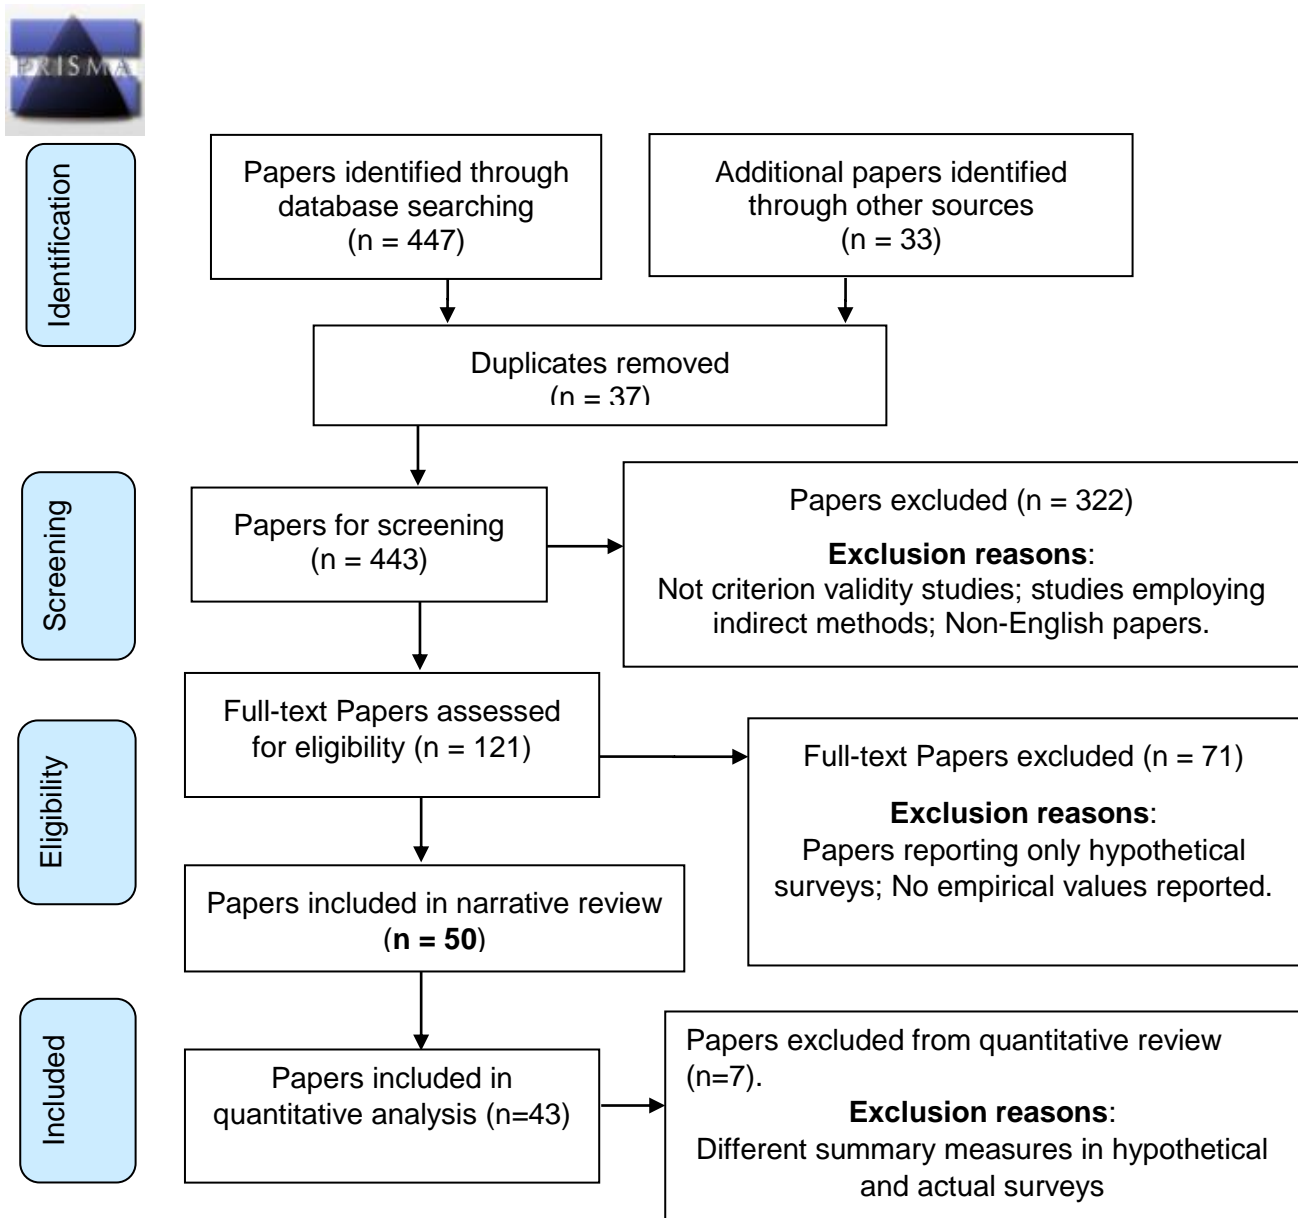 PRISMA
Identification
Papers identified through
database searching
(n = 447)
Additional papers identified
through other sources
(n = 33)
Duplicates removed
(n = 37)
Screening
Papers for screening
(n = 443)
Papers excluded (n = 322)
Exclusion reasons:
Not criterion validity studies; studies employing
indirect methods; Non-English papers.
Eligibility
Full-text Papers assessed
for eligibility (n = 121)
Full-text Papers excluded (n = 71)
Exclusion reasons:
Papers reporting only hypothetical
surveys; No empirical values reported.
Papers included in narrative review
(n = 50)
Included
Papers included in
quantitative analysis (n=43)
Papers excluded from quantitative review
(n=7).
Exclusion reasons:
Different summary measures in hypothetical
and actual surveys